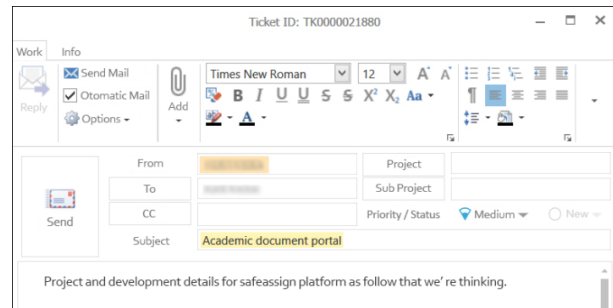 Ticket ID: TK0000021880
Work Info
Reply
Send Mail
Otomatic Mail
Options
Add
Times New Roman 12 A A
B I U U S S X² X₂ Aa
A
Send
From
Project
To
Sub Project
CC
Priority / Status Medium New
Subject Academic document portal
Project and development details for safeassign platform as follow that we're thinking.